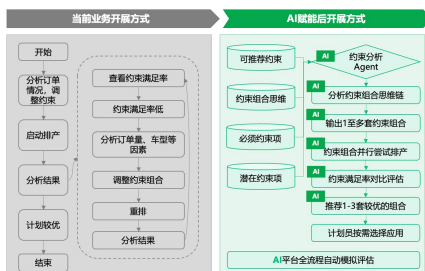 当前业务开展方式
开始
分析订单
情况，调
整约束
启动排产
分析结果
计划较优
结束
查看约束满足率
约束满足率低
分析订单量、车型等
因素
调整约束组合
重排
分析结果
AI赋能后开展方式
可推荐约束
约束组合思维
必须约束项
潜在约束项
AI
约束分析
Agent
AI
分析约束组合思维链
AI
输出1至多套约束组合
AI
约束组合并行尝试排产
AI
约束满足率对比评估
AI
推荐1-3套较优的组合
计划员按需选择应用
AI平台全流程自动模拟评估